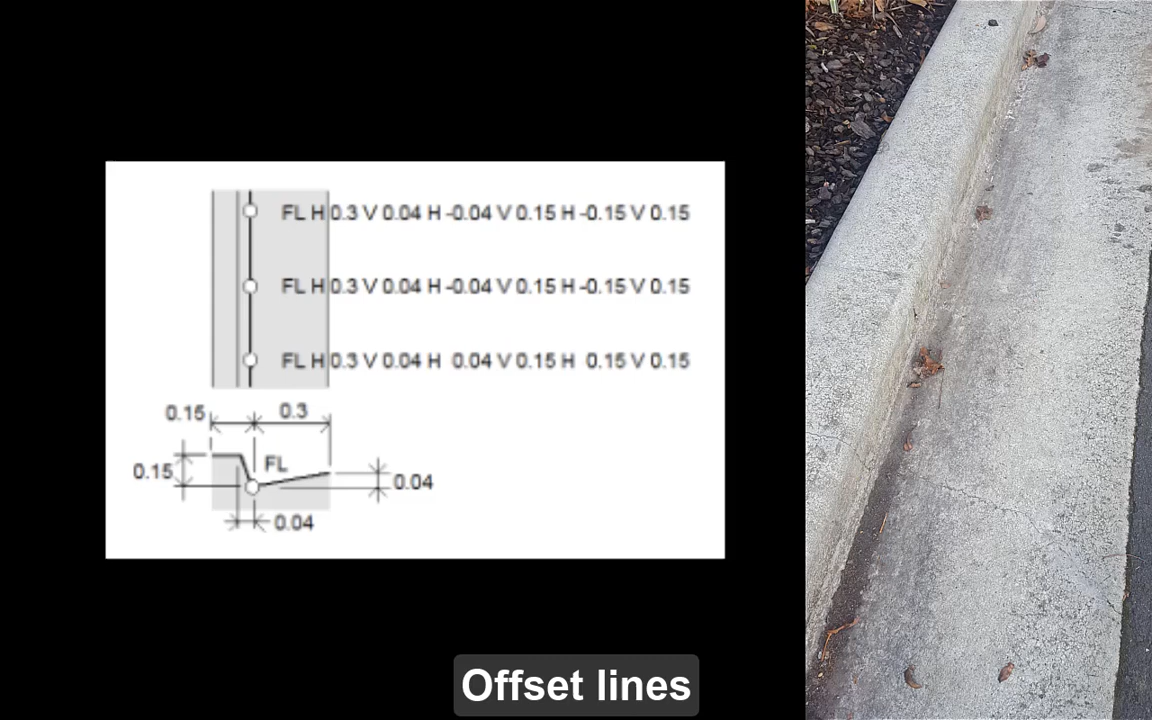 FL H 0.3 V 0.04 H -0.04 V 0.15 H -0.15 V 0.15
FL H 0.3 V 0.04 H -0.04 V 0.15 H -0.15 V 0.15
FL H 0.3 V 0.04 H 0.04 V 0.15 H 0.15 V 0.15
0.15 0.3
0.15 FL 0.04
0.04
Offset lines